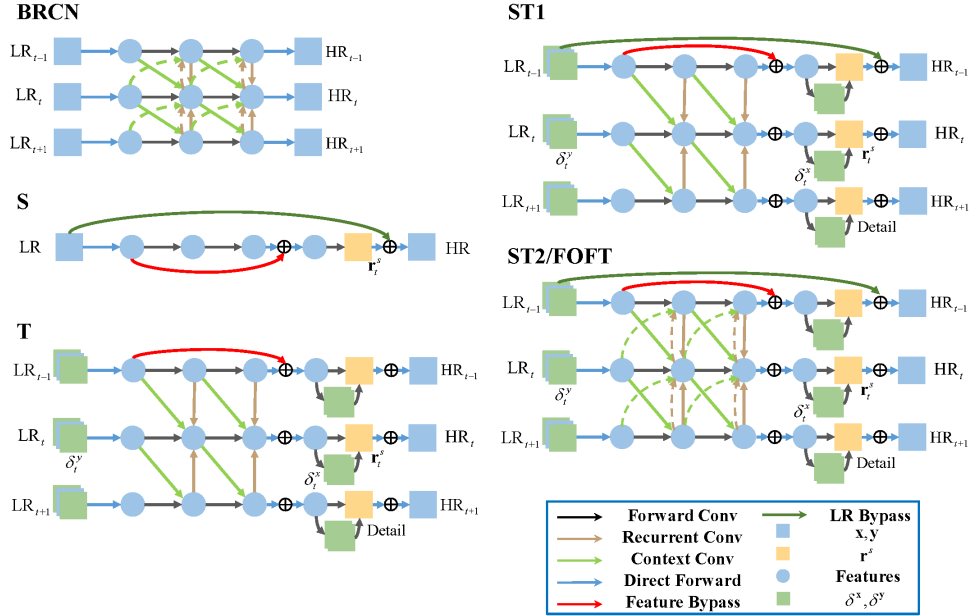 BRCN
LR_{t-1}
HR_{t-1}
LR_t
HR_t
LR_{t+1}
HR_{t+1}
S
LR
r_t^s
HR
T
LR_{t-1}
HR_{t-1}
LR_t
δ_t^y
r_t^s
HR_t
δ_t^x
LR_{t+1}
HR_{t+1}
Detail
ST1
LR_{t-1}
HR_{t-1}
LR_t
δ_t^y
r_t^s
HR_t
δ_t^x
LR_{t+1}
HR_{t+1}
Detail
ST2/FOFT
LR_{t-1}
HR_{t-1}
LR_t
δ_t^y
r_t^s
HR_t
δ_t^x
LR_{t+1}
HR_{t+1}
Detail
Forward Conv
Recurrent Conv
Context Conv
Direct Forward
Feature Bypass
LR Bypass
x, y
r^s
Features
δ^x, δ^y